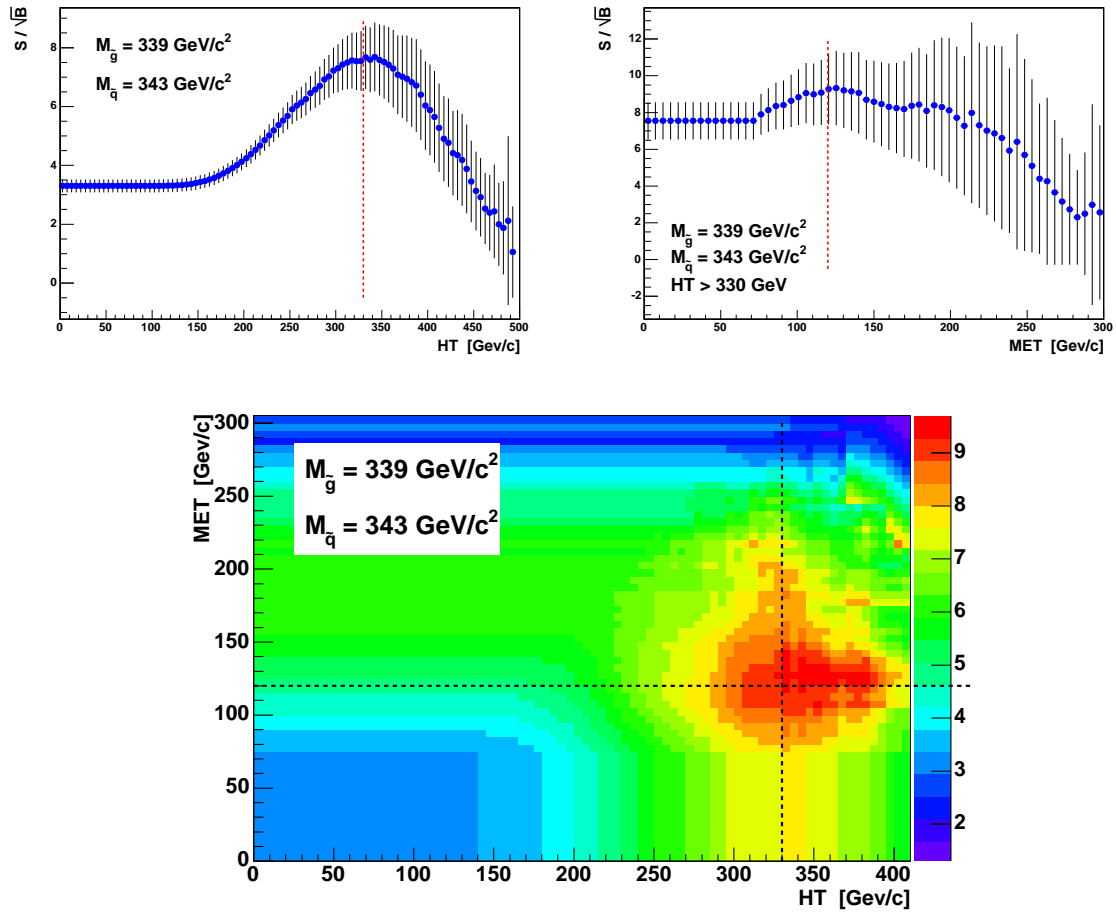 S / √B
M_g̃ = 339 GeV/c²
M_q̃ = 343 GeV/c²
8
6
4
2
0
0 50 100 150 200 250 300 350 400 450 500
HT [Gev/c]
S / √B
12
10
8
6
4
2
0
-2
M_g̃ = 339 GeV/c²
M_q̃ = 343 GeV/c²
HT > 330 GeV
0 50 100 150 200 250 300
MET [Gev/c]
MET [Gev/c]
300
250
200
150
100
50
0
M_g̃ = 339 GeV/c²
M_q̃ = 343 GeV/c²
0 50 100 150 200 250 300 350 400
HT [Gev/c]
9
8
7
6
5
4
3
2